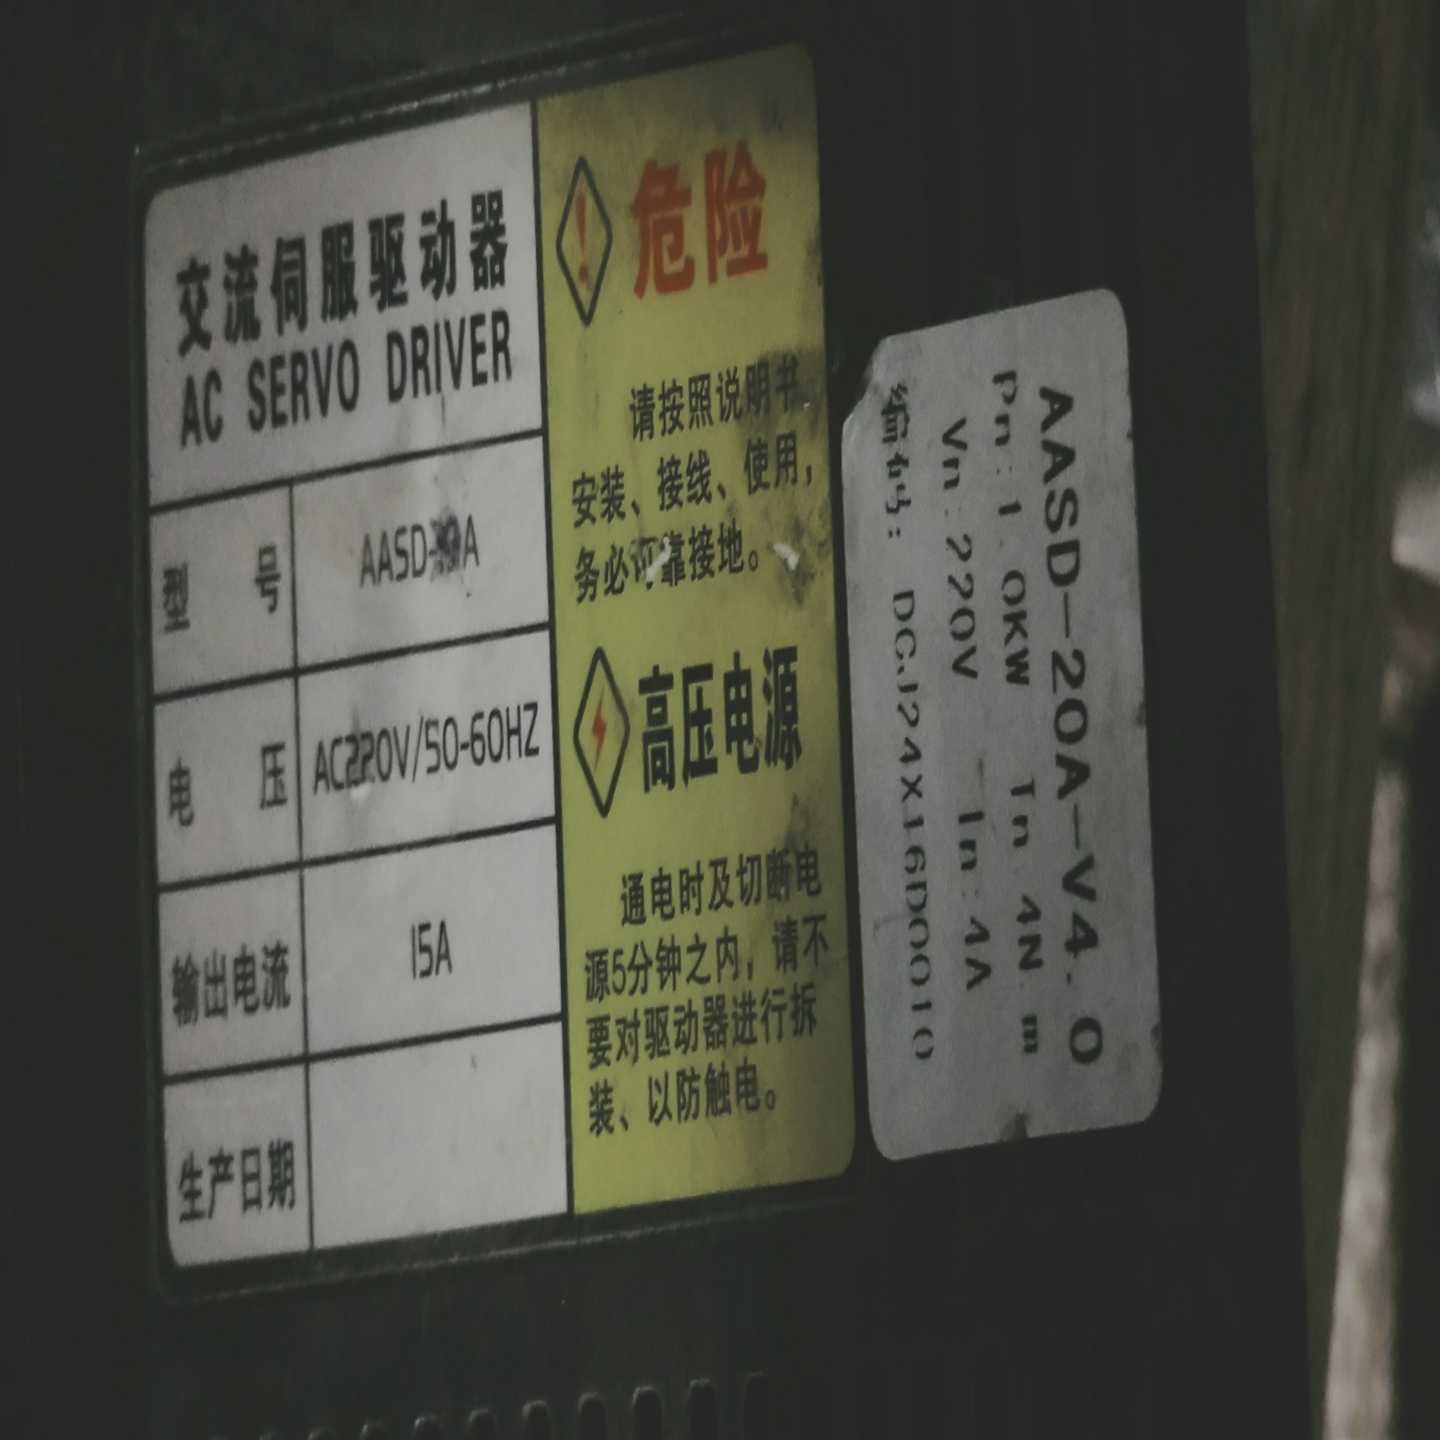 交流伺服驱动器
AC SERVO DRIVER
型 号
电 压 AC220V/50-60HZ
输出电流 15A
生产日期
危险
请按照说明书
安装、接线、使用，
务必可靠接地。
高压电源
通电时及切断电
源5分钟之内，请不
要对驱动器进行拆
装、以防触电。
AASD-20A-V4.0
Pn:1.0KW Tn 4N.m
Vn:220V In:4A
编码: DCJ24X16D0010